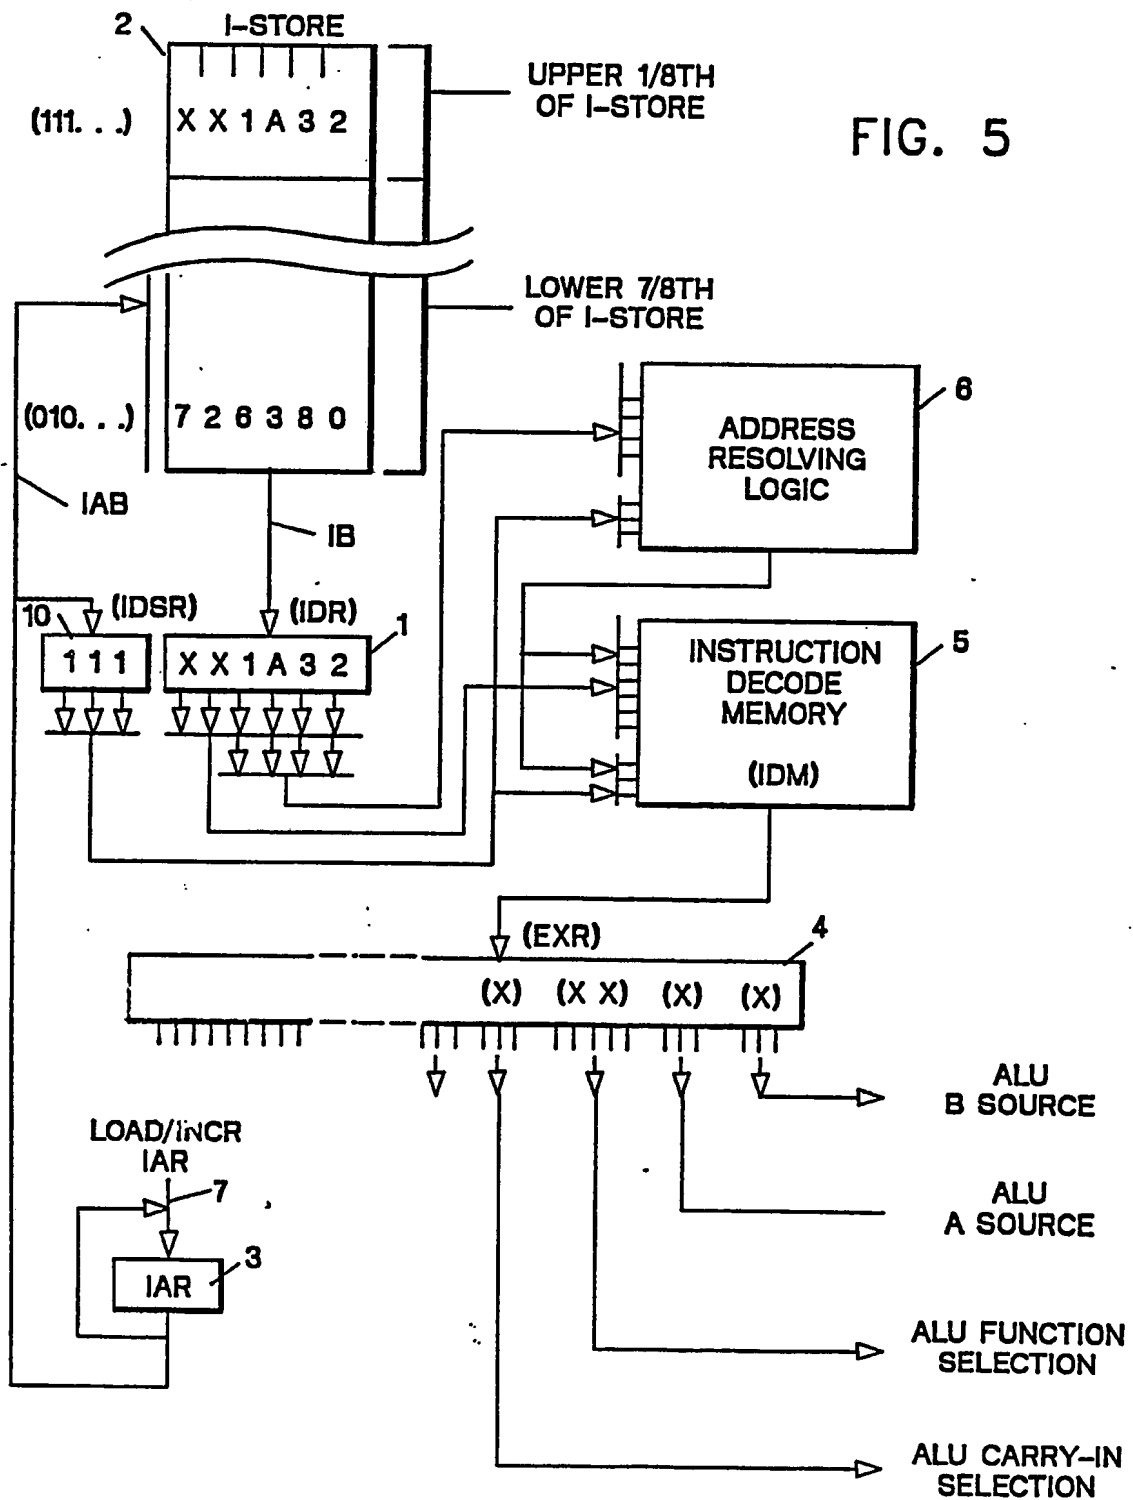 2
I-STORE
UPPER 1/8TH
OF I-STORE
(111. . .)
X X 1 A 3 2
FIG. 5
LOWER 7/8TH
OF I-STORE
(010. . .)
7 2 6 3 8 0
6
ADDRESS
RESOLVING
LOGIC
IAB
IB
10
(IDSR)
(IDR)
1
1 1 1
X X 1 A 3 2
INSTRUCTION
DECODE
MEMORY
(IDM)
5
(EXR)
4
(X) (X X) (X) (X)
ALU
B SOURCE
LOAD/INCR
IAR
7
ALU
A SOURCE
IAR
3
ALU FUNCTION
SELECTION
ALU CARRY-IN
SELECTION